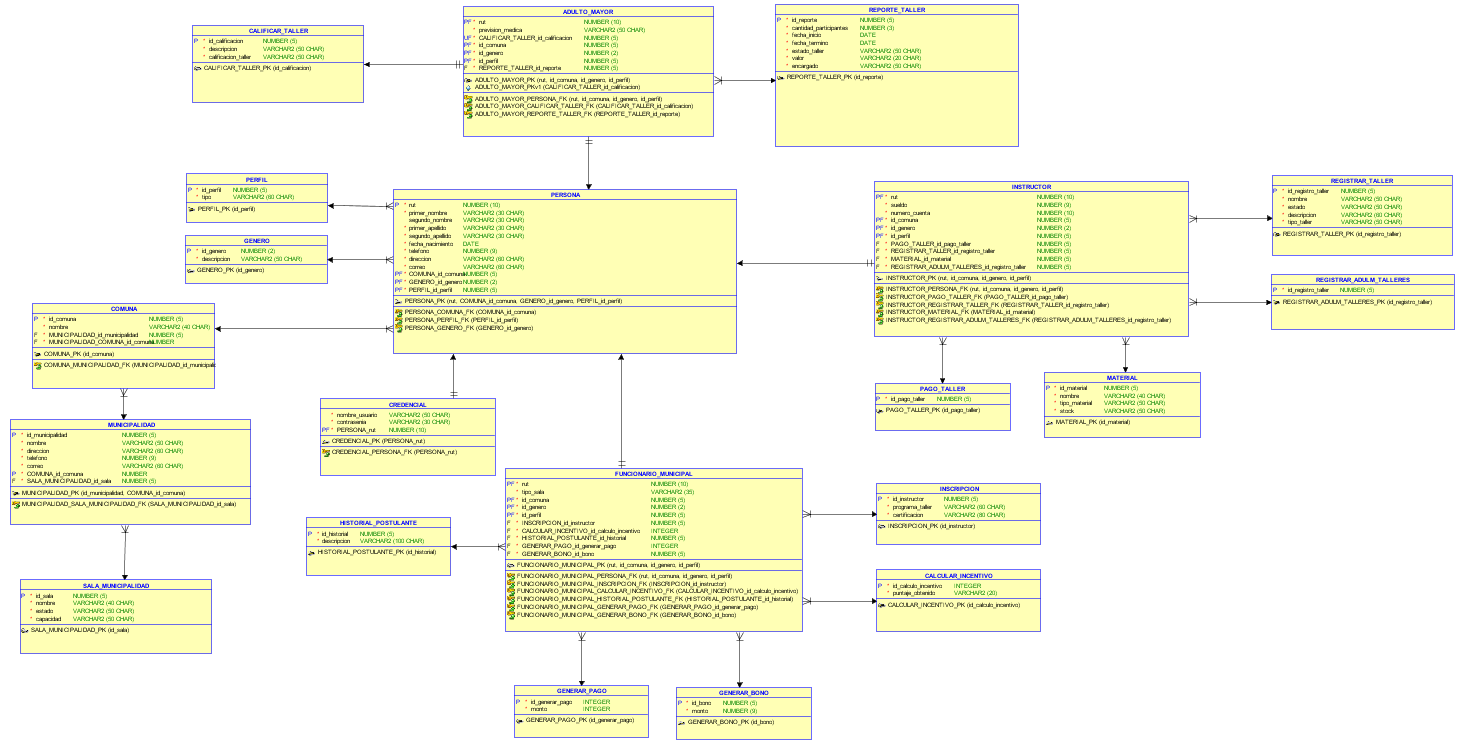 CALIFICAR_TALLER
P * id_calificacion NUMBER (5)
* descripcion VARCHAR2 (50 CHAR)
* calificacion_taller VARCHAR2 (50 CHAR)
CALIFICAR_TALLER_PK (id_calificacion)
ADULTO_MAYOR
PF * rut NUMBER (10)
* prevision_medica VARCHAR2 (50 CHAR)
UF * CALIFICAR_TALLER_id_calificacion NUMBER (5)
PF * id_comuna NUMBER (5)
PF * id_genero NUMBER (2)
PF * id_perfil NUMBER (5)
F * REPORTE_TALLER_id_reporte NUMBER (5)
ADULTO_MAYOR_PK (rut, id_comuna, id_genero, id_perfil)
ADULTO_MAYOR_PKv1 (CALIFICAR_TALLER_id_calificacion)
ADULTO_MAYOR_PERSONA_FK (rut, id_comuna, id_genero, id_perfil)
ADULTO_MAYOR_CALIFICAR_TALLER_FK (CALIFICAR_TALLER_id_calificacion)
ADULTO_MAYOR_REPORTE_TALLER_FK (REPORTE_TALLER_id_reporte)
REPORTE_TALLER
P * id_reporte NUMBER (5)
* cantidad_participantes NUMBER (3)
* fecha_inicio DATE
* fecha_termino DATE
* estado_taller VARCHAR2 (50 CHAR)
* valor VARCHAR2 (20 CHAR)
* encargado VARCHAR2 (50 CHAR)
REPORTE_TALLER_PK (id_reporte)
PERFIL
P * id_perfil NUMBER (5)
* tipo VARCHAR2 (60 CHAR)
PERFIL_PK (id_perfil)
GENERO
P * id_genero NUMBER (2)
* descripcion VARCHAR2 (50 CHAR)
GENERO_PK (id_genero)
PERSONA
P * rut NUMBER (10)
* primer_nombre VARCHAR2 (30 CHAR)
segundo_nombre VARCHAR2 (30 CHAR)
* primer_apellido VARCHAR2 (30 CHAR)
* segundo_apellido VARCHAR2 (30 CHAR)
* fecha_nacimiento DATE
* telefono NUMBER (9)
* direccion VARCHAR2 (60 CHAR)
* correo VARCHAR2 (60 CHAR)
PF * COMUNA_id_comuna NUMBER (5)
PF * GENERO_id_genero NUMBER (2)
PF * PERFIL_id_perfil NUMBER (5)
PERSONA_PK (rut, COMUNA_id_comuna, GENERO_id_genero, PERFIL_id_perfil)
PERSONA_COMUNA_FK (COMUNA_id_comuna)
PERSONA_PERFIL_FK (PERFIL_id_perfil)
PERSONA_GENERO_FK (GENERO_id_genero)
INSTRUCTOR
PF * rut NUMBER (10)
* sueldo NUMBER (9)
* numero_cuenta NUMBER (10)
PF * id_comuna NUMBER (5)
PF * id_genero NUMBER (2)
PF * id_perfil NUMBER (5)
F * PAGO_TALLER_id_pago_taller NUMBER (5)
F * REGISTRAR_TALLER_id_registro_taller NUMBER (5)
F * MATERIAL_id_material NUMBER (5)
F * REGISTRAR_ADULM_TALLERES_id_registro_taller NUMBER (5)
INSTRUCTOR_PK (rut, id_comuna, id_genero, id_perfil)
INSTRUCTOR_PERSONA_FK (rut, id_comuna, id_genero, id_perfil)
INSTRUCTOR_PAGO_TALLER_FK (PAGO_TALLER_id_pago_taller)
INSTRUCTOR_REGISTRAR_TALLER_FK (REGISTRAR_TALLER_id_registro_taller)
INSTRUCTOR_MATERIAL_FK (MATERIAL_id_material)
INSTRUCTOR_REGISTRAR_ADULM_TALLERES_FK (REGISTRAR_ADULM_TALLERES_id_registro_taller)
REGISTRAR_TALLER
P * id_registro_taller NUMBER (5)
* nombre VARCHAR2 (50 CHAR)
* estado VARCHAR2 (50 CHAR)
* descripcion VARCHAR2 (60 CHAR)
* tipo_taller VARCHAR2 (50 CHAR)
REGISTRAR_TALLER_PK (id_registro_taller)
REGISTRAR_ADULM_TALLERES
P * id_registro_taller NUMBER (5)
REGISTRAR_ADULM_TALLERES_PK (id_registro_taller)
COMUNA
P * id_comuna NUMBER (5)
* nombre VARCHAR2 (40 CHAR)
F * MUNICIPALIDAD_id_municipalidad NUMBER (5)
F * MUNICIPALIDAD_COMUNA_id_comuna NUMBER
COMUNA_PK (id_comuna)
COMUNA_MUNICIPALIDAD_FK (MUNICIPALIDAD_id_municipali
PAGO_TALLER
P * id_pago_taller NUMBER (5)
PAGO_TALLER_PK (id_pago_taller)
MATERIAL
P * id_material NUMBER (5)
* nombre VARCHAR2 (40 CHAR)
* tipo_material VARCHAR2 (50 CHAR)
* stock VARCHAR2 (50 CHAR)
MATERIAL_PK (id_material)
CREDENCIAL
* nombre_usuario VARCHAR2 (50 CHAR)
* contrasenia VARCHAR2 (30 CHAR)
PF * PERSONA_rut NUMBER (10)
CREDENCIAL_PK (PERSONA_rut)
CREDENCIAL_PERSONA_FK (PERSONA_rut)
MUNICIPALIDAD
P * id_municipalidad NUMBER (5)
* nombre VARCHAR2 (50 CHAR)
* direccion VARCHAR2 (60 CHAR)
* telefono NUMBER (9)
* correo VARCHAR2 (60 CHAR)
P * COMUNA_id_comuna NUMBER
F * SALA_MUNICIPALIDAD_id_sala NUMBER (5)
MUNICIPALIDAD_PK (id_municipalidad, COMUNA_id_comuna)
MUNICIPALIDAD_SALA_MUNICIPALIDAD_FK (SALA_MUNICIPALIDAD_id_sala)
FUNCIONARIO_MUNICIPAL
PF * rut NUMBER (10)
* tipo_sala VARCHAR2 (35)
PF * id_comuna NUMBER (5)
PF * id_genero NUMBER (2)
PF * id_perfil NUMBER (5)
F * INSCRIPCION_id_instructor NUMBER (5)
F * CALCULAR_INCENTIVO_id_calculo_incentivo INTEGER
F * HISTORIAL_POSTULANTE_id_historial NUMBER (5)
F * GENERAR_PAGO_id_generar_pago INTEGER
F * GENERAR_BONO_id_bono NUMBER (5)
FUNCIONARIO_MUNICIPAL_PK (rut, id_comuna, id_genero, id_perfil)
FUNCIONARIO_MUNICIPAL_PERSONA_FK (rut, id_comuna, id_genero, id_perfil)
FUNCIONARIO_MUNICIPAL_INSCRIPCION_FK (INSCRIPCION_id_instructor)
FUNCIONARIO_MUNICIPAL_CALCULAR_INCENTIVO_FK (CALCULAR_INCENTIVO_id_calculo_incentivo)
FUNCIONARIO_MUNICIPAL_HISTORIAL_POSTULANTE_FK (HISTORIAL_POSTULANTE_id_historial)
FUNCIONARIO_MUNICIPAL_GENERAR_PAGO_FK (GENERAR_PAGO_id_generar_pago)
FUNCIONARIO_MUNICIPAL_GENERAR_BONO_FK (GENERAR_BONO_id_bono)
INSCRIPCION
P * id_instructor NUMBER (5)
* programa_taller VARCHAR2 (60 CHAR)
* certificacion VARCHAR2 (80 CHAR)
INSCRIPCION_PK (id_instructor)
HISTORIAL_POSTULANTE
P * id_historial NUMBER (5)
* descripcion VARCHAR2 (100 CHAR)
HISTORIAL_POSTULANTE_PK (id_historial)
CALCULAR_INCENTIVO
P * id_calculo_incentivo INTEGER
* puntaje_obtenido VARCHAR2 (20)
CALCULAR_INCENTIVO_PK (id_calculo_incentivo)
SALA_MUNICIPALIDAD
P * id_sala NUMBER (5)
* nombre VARCHAR2 (40 CHAR)
* estado VARCHAR2 (50 CHAR)
* capacidad VARCHAR2 (50 CHAR)
SALA_MUNICIPALIDAD_PK (id_sala)
GENERAR_PAGO
P * id_generar_pago INTEGER
* monto INTEGER
GENERAR_PAGO_PK (id_generar_pago)
GENERAR_BONO
P * id_bono NUMBER (5)
* monto NUMBER (9)
GENERAR_BONO_PK (id_bono)